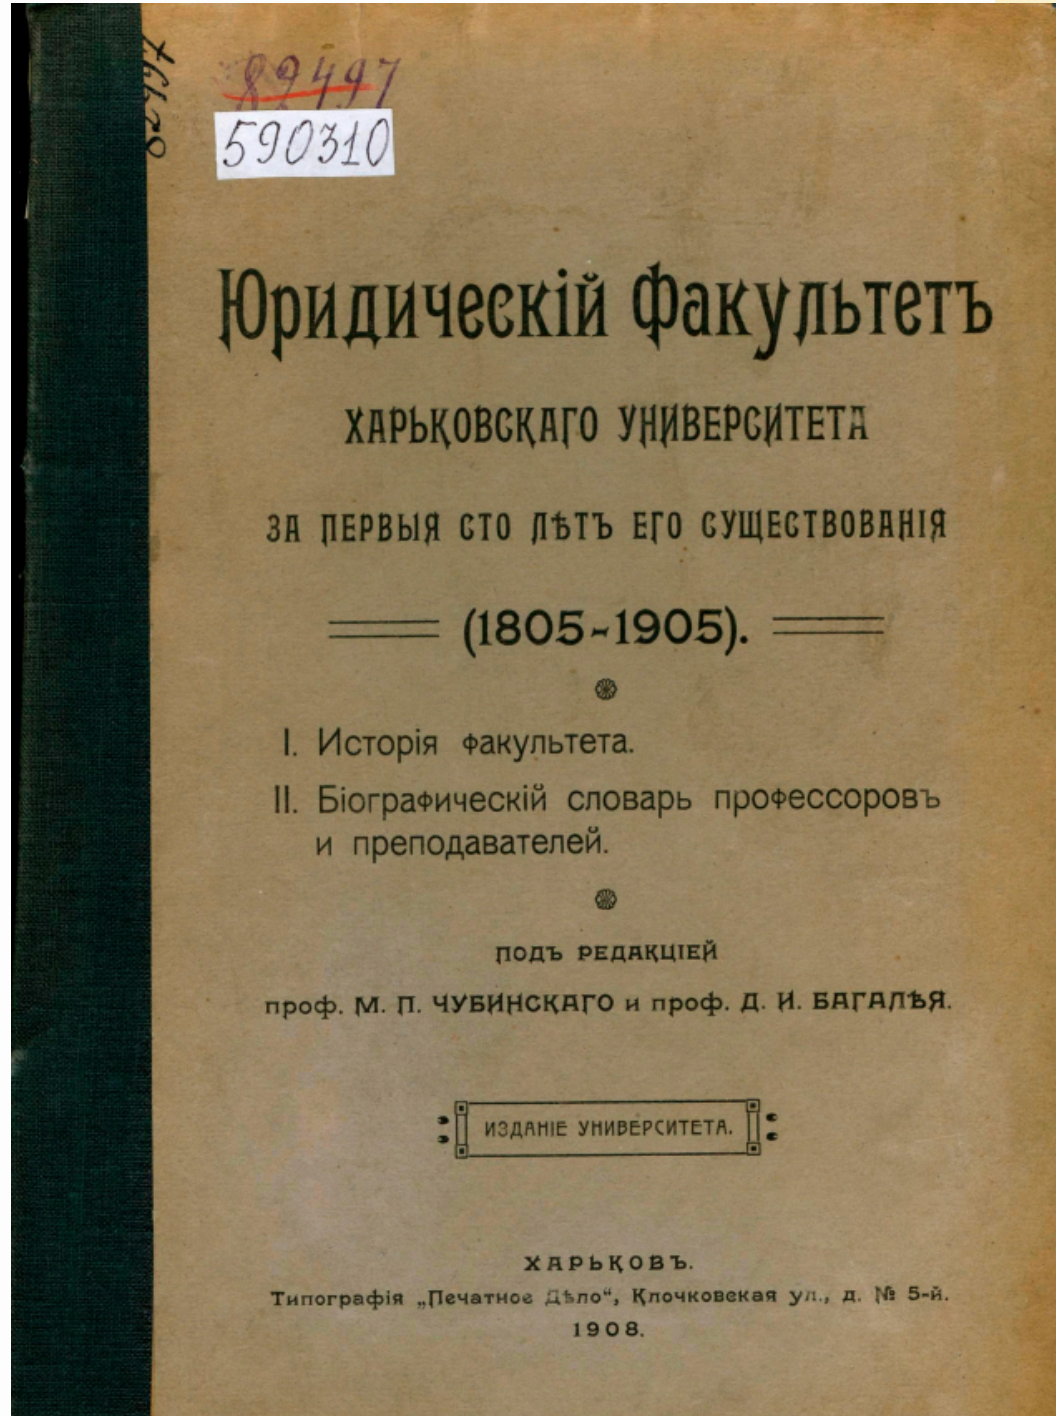 82497
82497
590310
Юридическій Факультетъ
ХАРЬКОВСКАГО УНИВЕРСИТЕТА
ЗА ПЕРВЫЯ СТО ЛѢТЪ ЕГО СУЩЕСТВОВАНІЯ
(1805-1905).
I. Исторія факультета.
II. Біографическій словарь профессоровъ
и преподавателей.
ПОДЪ РЕДАКЦІЕЙ
проф. М. П. ЧУБИНСКАГО и проф. Д. И. БАГАЛѢЯ.
ИЗДАНІЕ УНИВЕРСИТЕТА.
ХАРЬКОВЪ.
Типографія „Печатное Дѣло“, Клочковская ул., д. № 5-й.
1908.